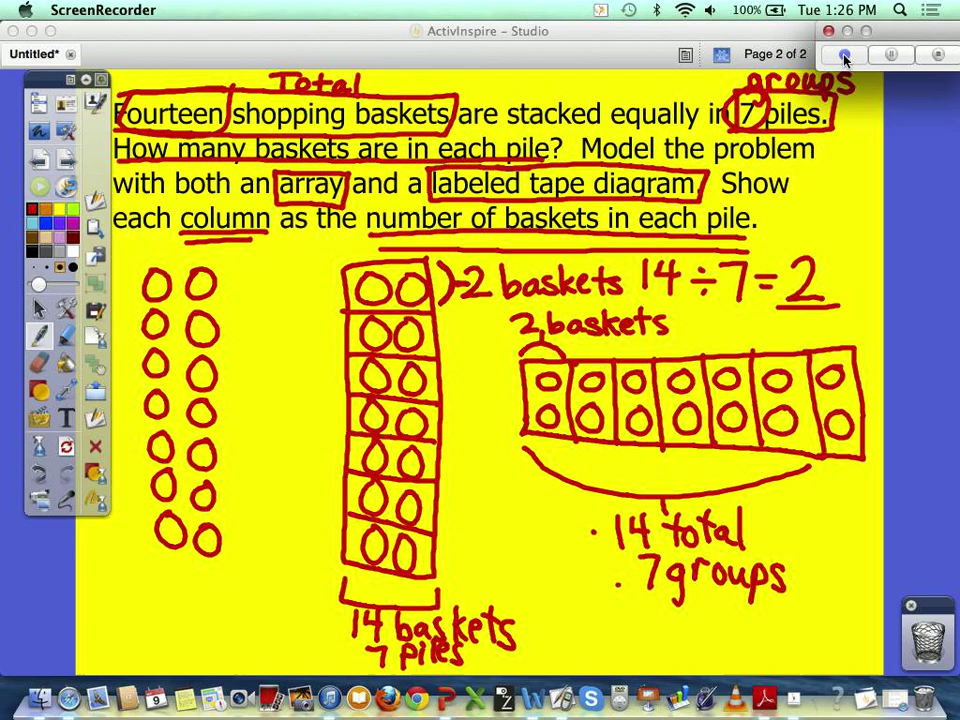 ScreenRecorder
100%
Tue 1:26 PM
ActivInspire - Studio
Untitled*
Page 2 of 2
Total
groups
Fourteen shopping baskets are stacked equally in 7 piles.
How many baskets are in each pile? Model the problem
with both an array and a labeled tape diagram. Show
each column as the number of baskets in each pile.
2 baskets
14 ÷ 7 = 2
2 baskets
14 total
7 groups
14 baskets
7 piles